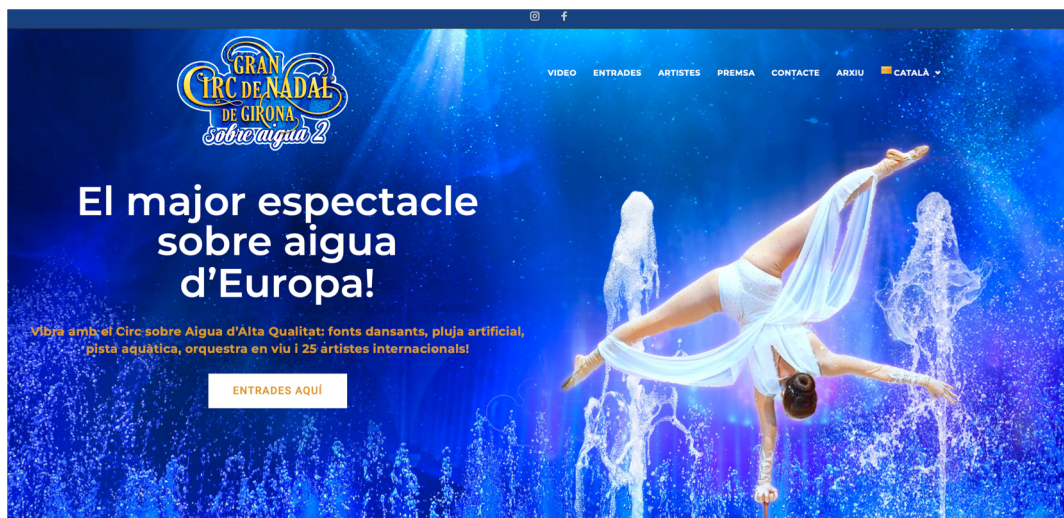 GRAN
CIRC DE NADAL
DE GIRONA
sobre aigua 2
VIDEO ENTRADES ARTISTES PREMSA CONTACTE ARXIU CATALÀ
El major espectacle
sobre aigua
d’Europa!
Vibra amb el Circ sobre Aigua d’Alta Qualitat: fonts dansants, pluja artificial,
pista aquàtica, orquestra en viu i 25 artistes internacionals!
ENTRADES AQUÍ